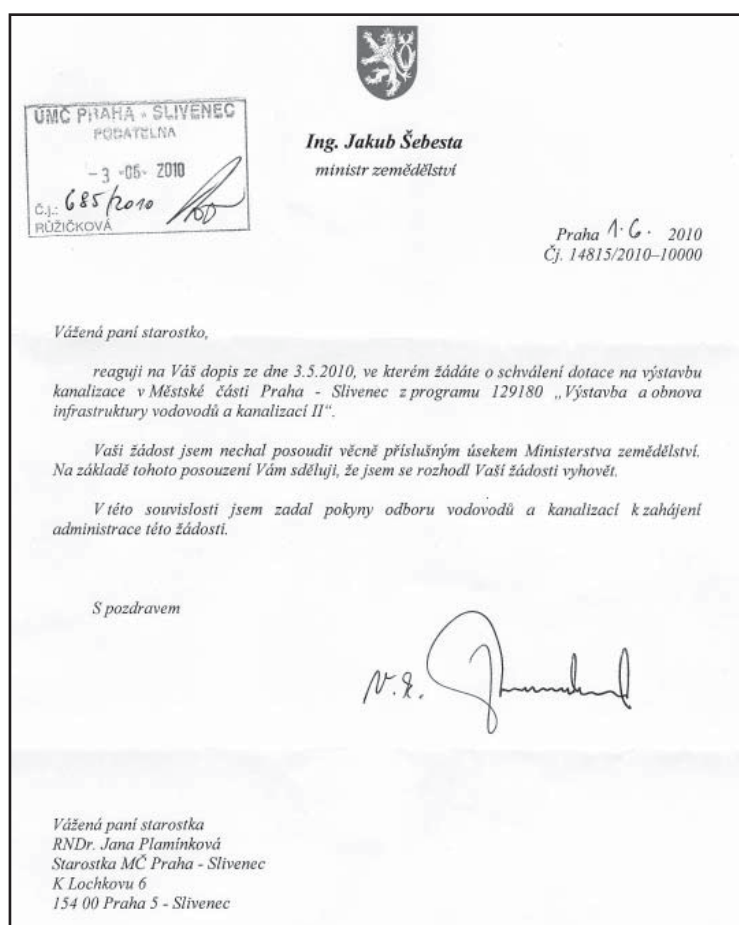 ÚMČ PRAHA - SLIVENEC
PODATELNA
- 3 -06- 2010
Č.j.: 685/2010
RŮŽIČKOVÁ
Ing. Jakub Šebesta
ministr zemědělství
Praha 1.6. 2010
Čj. 14815/2010–10000
Vážená paní starostko,
reaguji na Váš dopis ze dne 3.5.2010, ve kterém žádáte o schválení dotace na výstavbu
kanalizace v Městské části Praha - Slivenec z programu 129180 „Výstavba a obnova
infrastruktury vodovodů a kanalizací II“.
Vaši žádost jsem nechal posoudit věcně příslušným úsekem Ministerstva zemědělství.
Na základě tohoto posouzení Vám sděluji, že jsem se rozhodl Vaší žádosti vyhovět.
V této souvislosti jsem zadal pokyny odboru vodovodů a kanalizací k zahájení
administrace této žádosti.
S pozdravem
Vážená paní starostka
RNDr. Jana Plamínková
Starostka MČ Praha - Slivenec
K Lochkovu 6
154 00 Praha 5 - Slivenec